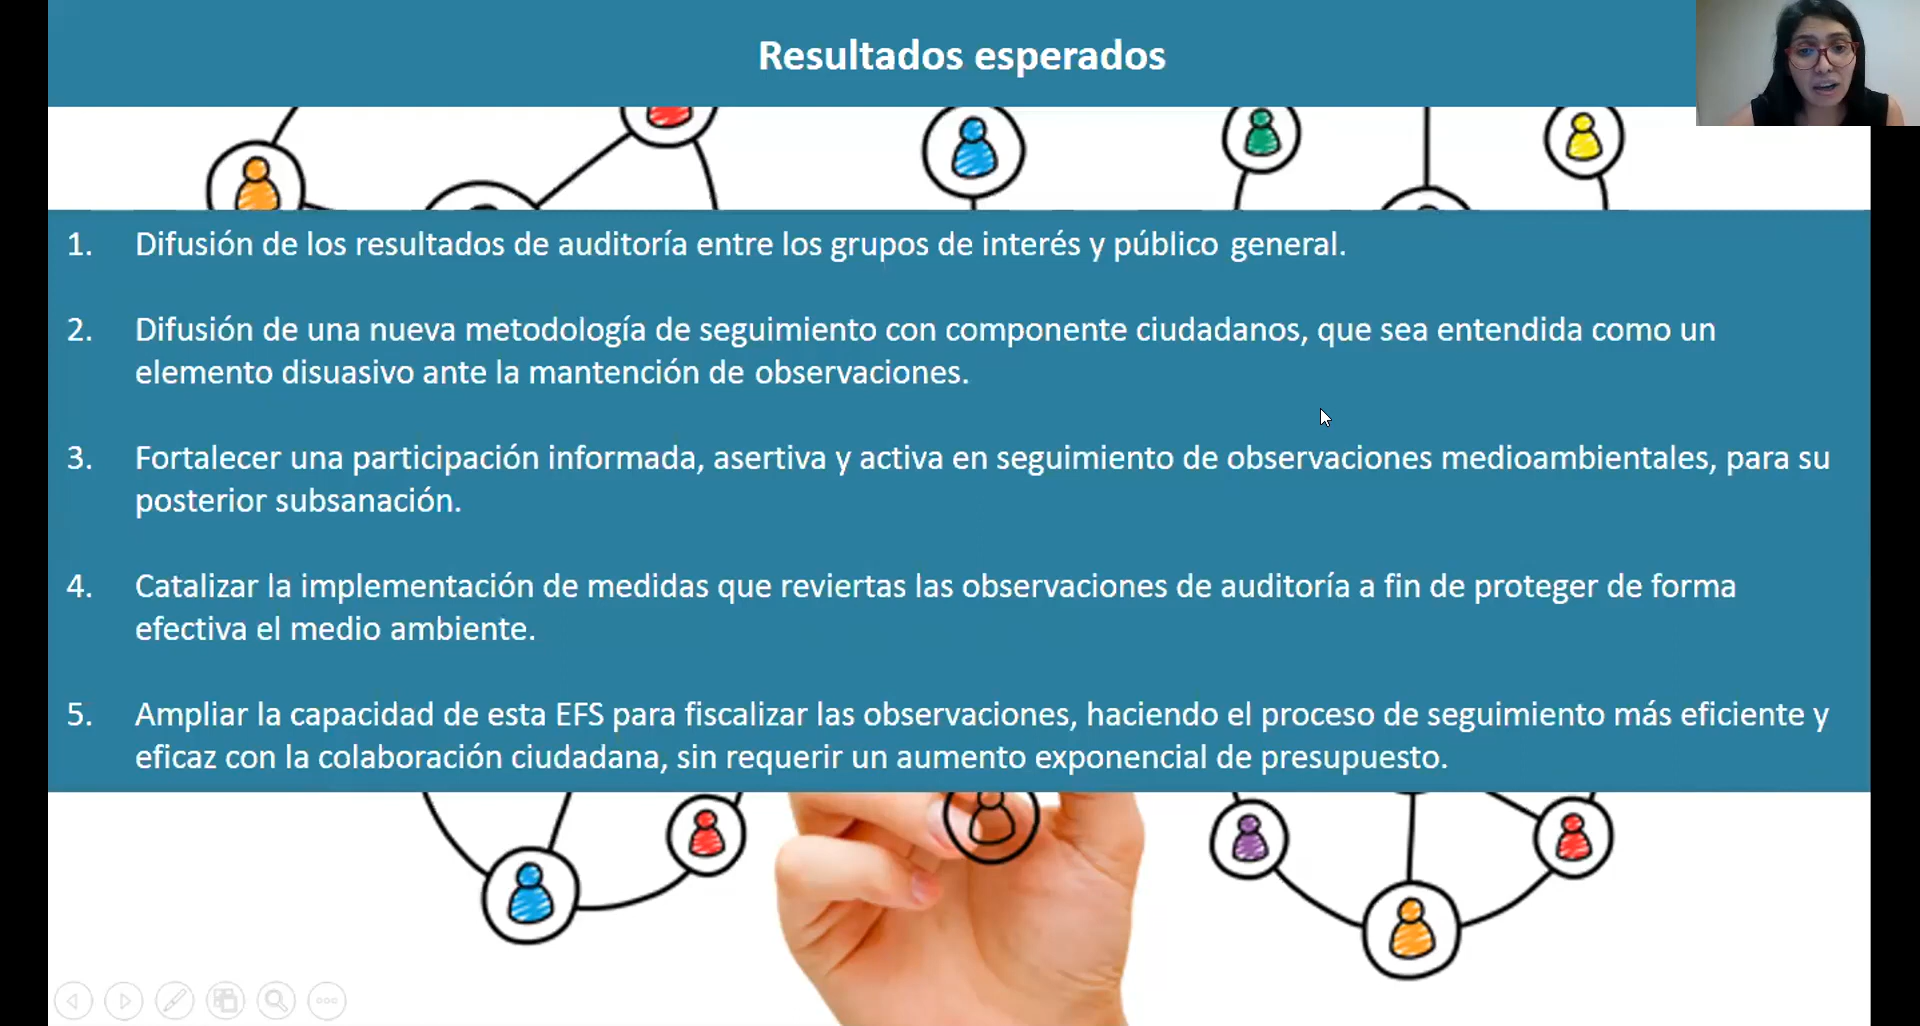 Resultados esperados
1. Difusión de los resultados de auditoría entre los grupos de interés y público general.
2. Difusión de una nueva metodología de seguimiento con componente ciudadanos, que sea entendida como un
elemento disuasivo ante la mantención de observaciones.
3. Fortalecer una participación informada, asertiva y activa en seguimiento de observaciones medioambientales, para su
posterior subsanación.
4. Catalizar la implementación de medidas que reviertas las observaciones de auditoría a fin de proteger de forma
efectiva el medio ambiente.
5. Ampliar la capacidad de esta EFS para fiscalizar las observaciones, haciendo el proceso de seguimiento más eficiente y
eficaz con la colaboración ciudadana, sin requerir un aumento exponencial de presupuesto.